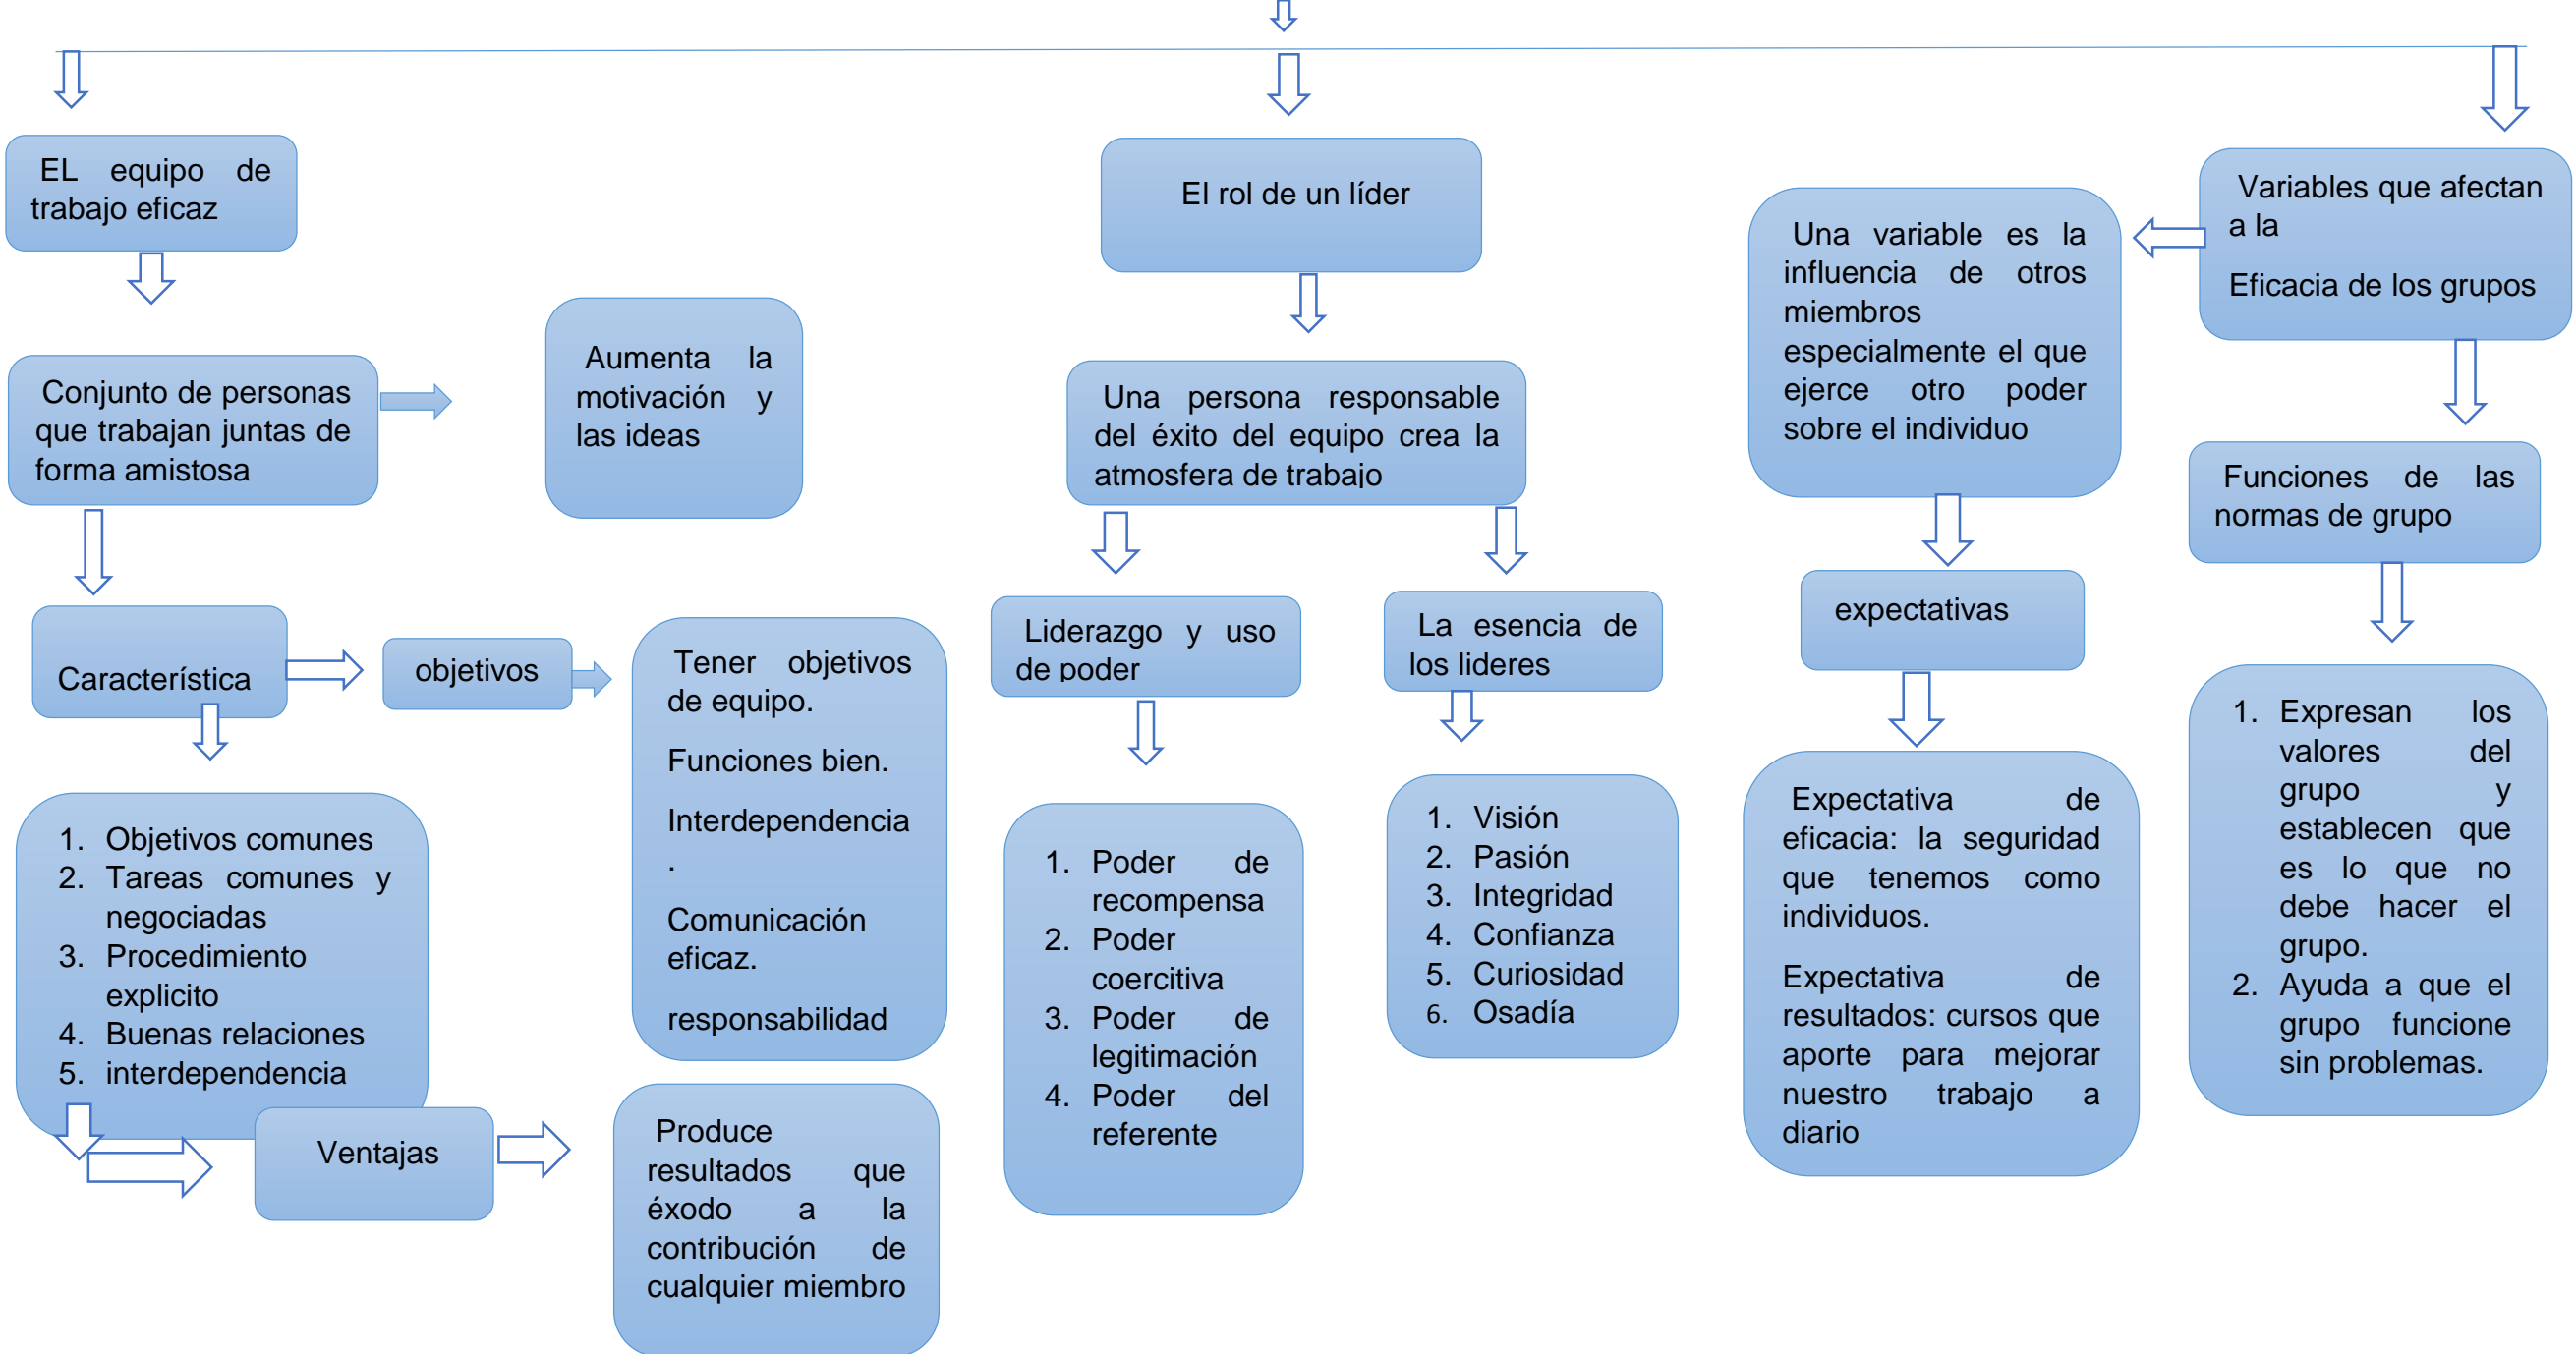 EL equipo de
trabajo eficaz
Conjunto de personas
que trabajan juntas de
forma amistosa
Aumenta la
motivación y
las ideas
Característica
objetivos
Tener objetivos
de equipo.
Funciones bien.
Interdependencia
.
Comunicación
eficaz.
responsabilidad
1. Objetivos comunes
2. Tareas comunes y
negociadas
3. Procedimiento
explicito
4. Buenas relaciones
5. interdependencia
Ventajas
Produce
resultados que
éxodo a la
contribución de
cualquier miembro
El rol de un líder
Una persona responsable
del éxito del equipo crea la
atmosfera de trabajo
Liderazgo y uso
de poder
1. Poder de
recompensa
2. Poder
coercitiva
3. Poder de
legitimación
4. Poder del
referente
La esencia de
los lideres
1. Visión
2. Pasión
3. Integridad
4. Confianza
5. Curiosidad
6. Osadía
Variables que afectan
a la
Eficacia de los grupos
Una variable es la
influencia de otros
miembros
especialmente el que
ejerce otro poder
sobre el individuo
expectativas
Expectativa de
eficacia: la seguridad
que tenemos como
individuos.
Expectativa de
resultados: cursos que
aporte para mejorar
nuestro trabajo a
diario
Funciones de las
normas de grupo
1. Expresan los
valores del
grupo y
establecen que
es lo que no
debe hacer el
grupo.
2. Ayuda a que el
grupo funcione
sin problemas.